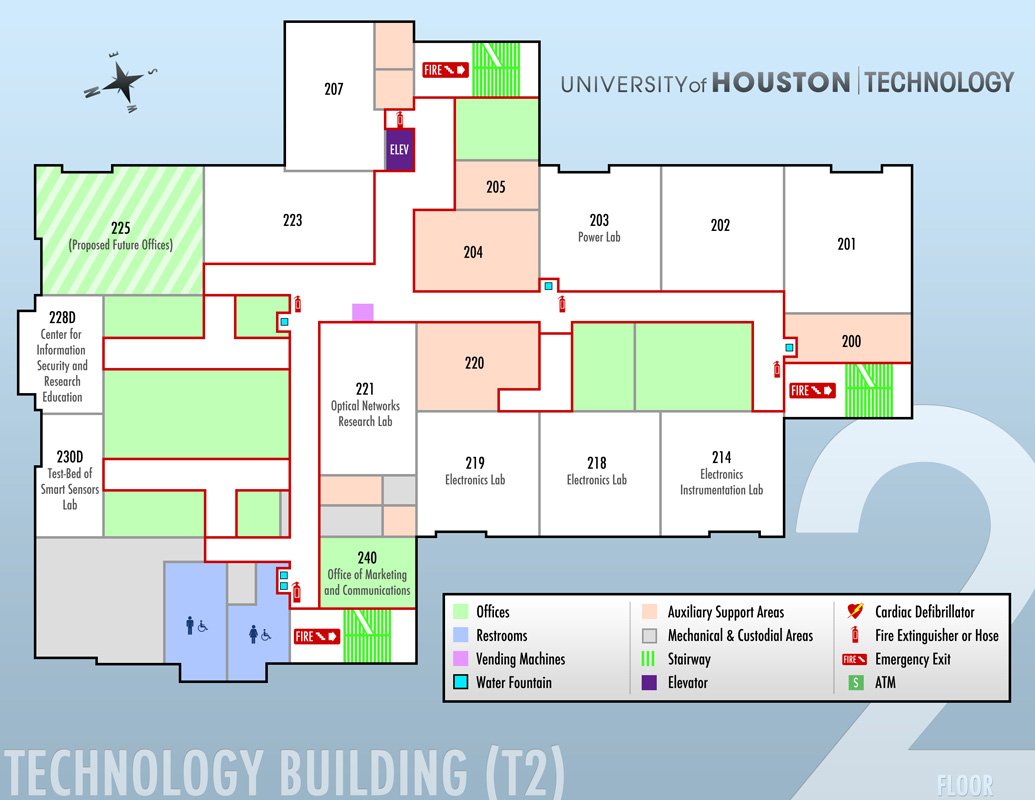 E
S
N
W
UNIVERSITY of HOUSTON | TECHNOLOGY
207
FIRE
ELEV
205
225
(Proposed Future Offices)
223
204
203
Power Lab
202
201
228D
Center for
Information
Security and
Research
Education
200
220
221
Optical Networks
Research Lab
FIRE
230D
Test-Bed of
Smart Sensors
Lab
219
Electronics Lab
218
Electronics Lab
214
Electronics
Instrumentation Lab
240
Office of Marketing
and Communications
FIRE
Offices
Restrooms
Vending Machines
Water Fountain
Auxiliary Support Areas
Mechanical & Custodial Areas
Stairway
Elevator
Cardiac Defibrillator
Fire Extinguisher or Hose
FIRE Emergency Exit
S ATM
TECHNOLOGY BUILDING (T2)
2
FLOOR